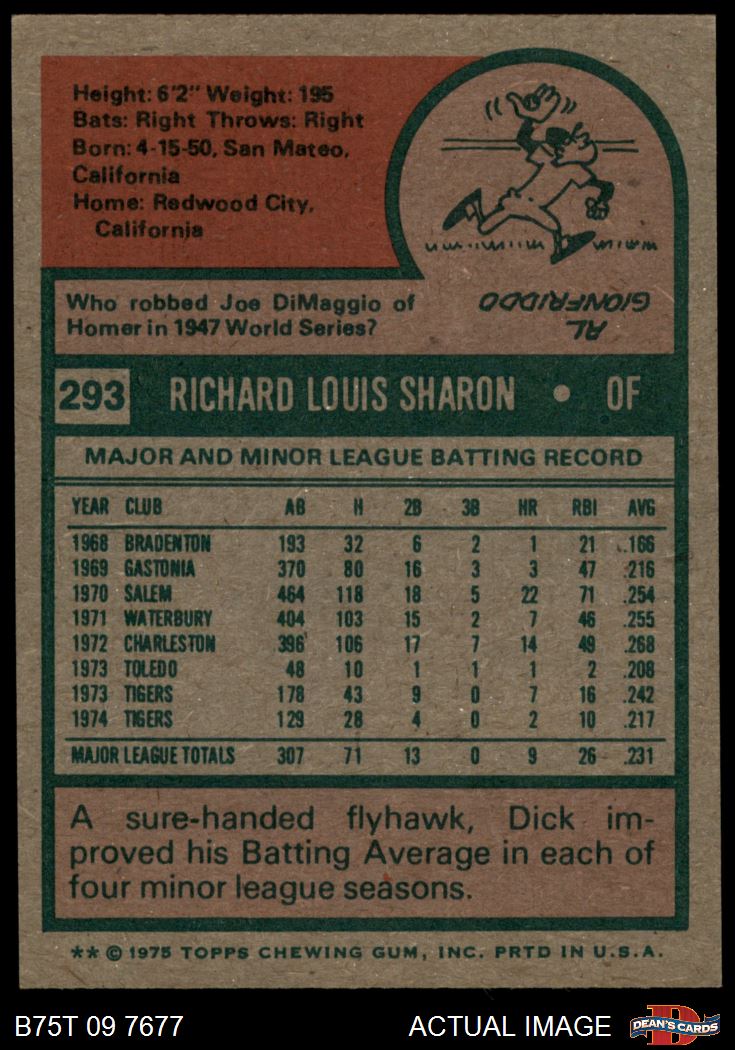 Height: 6'2" Weight: 195
Bats: Right Throws: Right
Born: 4-15-50, San Mateo,
California
Home: Redwood City,
California
Who robbed Joe DiMaggio of
Homer in 1947 World Series?
AL
GIONFRIDDO
293 RICHARD LOUIS SHARON • OF
MAJOR AND MINOR LEAGUE BATTING RECORD
YEAR CLUB AB H 2B 3B HR RBI AVG
1968 BRADENTON 193 32 6 2 1 21 .166
1969 GASTONIA 370 80 16 3 3 47 .216
1970 SALEM 464 118 18 5 22 71 .254
1971 WATERBURY 404 103 15 2 7 46 .255
1972 CHARLESTON 396 106 17 7 14 49 .268
1973 TOLEDO 48 10 1 1 1 2 .208
1973 TIGERS 178 43 9 0 7 16 .242
1974 TIGERS 129 28 4 0 2 10 .217
MAJOR LEAGUE TOTALS 307 71 13 0 9 26 .231
A sure-handed flyhawk, Dick im-
proved his Batting Average in each of
four minor league seasons.
** © 1975 TOPPS CHEWING GUM, INC. PRTD IN U.S.A.
B75T 09 7677 ACTUAL IMAGE D DEAN'S CARDS